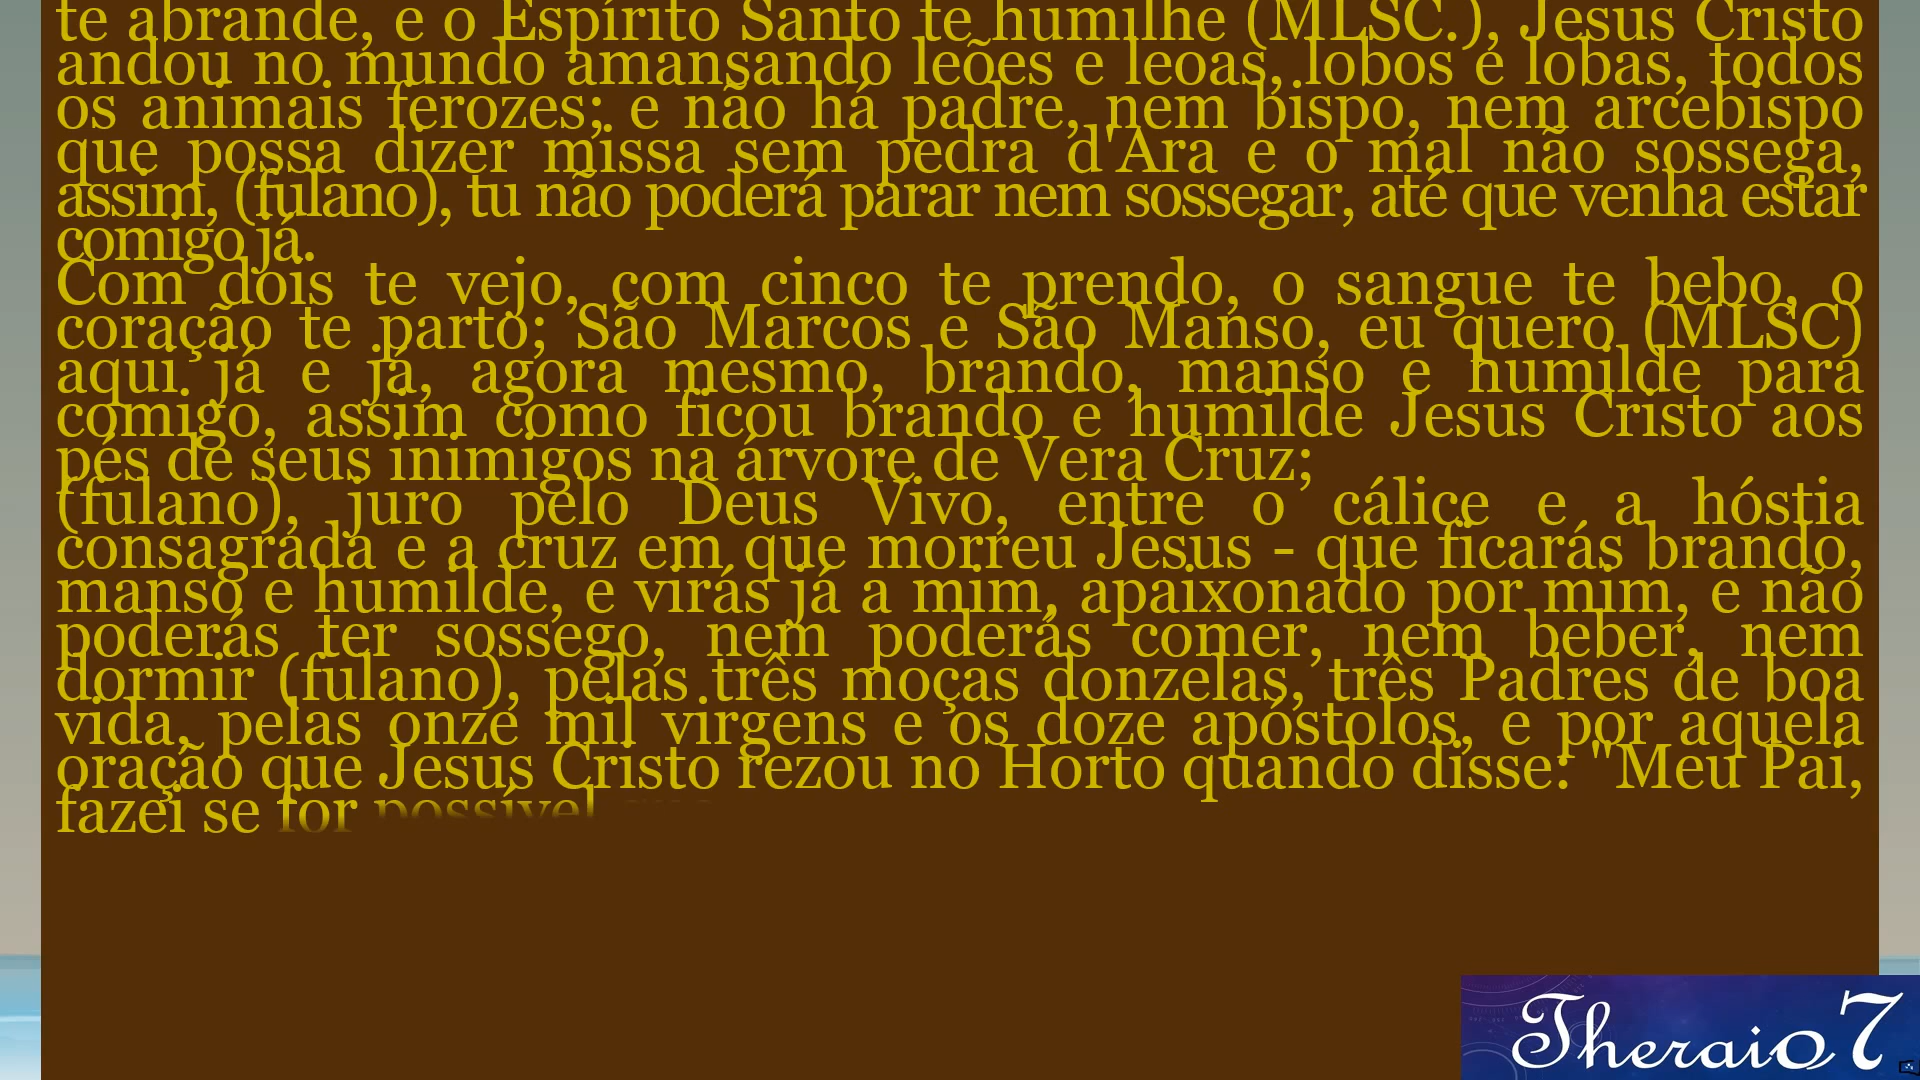 te abrande, e o Espírito Santo te humilhe (MLSC.), Jesus Cristo
andou no mundo amansando leões e leoas, lobos e lobas, todos
os animais ferozes; e não há padre, nem bispo, nem arcebispo
que possa dizer missa sem pedra d'Ara e o mal não sossega,
assim, (fulano), tu não poderá parar nem sossegar, até que venha estar
comigo já.
Com dois te vejo, com cinco te prendo, o sangue te bebo, o
coração te parto; São Marcos e São Manso, eu quero (MLSC)
aqui já e já, agora mesmo, brando, manso e humilde para
comigo, assim como ficou brando e humilde Jesus Cristo aos
pés de seus inimigos na árvore de Vera Cruz;
(fulano), juro pelo Deus Vivo, entre o cálice e a hóstia
consagrada e a cruz em que morreu Jesus - que ficarás brando,
manso e humilde, e virás já a mim, apaixonado por mim, e não
poderás ter sossego, nem poderás comer, nem beber, nem
dormir (fulano), pelas três moças donzelas, três Padres de boa
vida, pelas onze mil virgens e os doze apóstolos, e por aquela
oração que Jesus Cristo rezou no Horto quando disse: "Meu Pai,
fazei se for possível
Theraio7